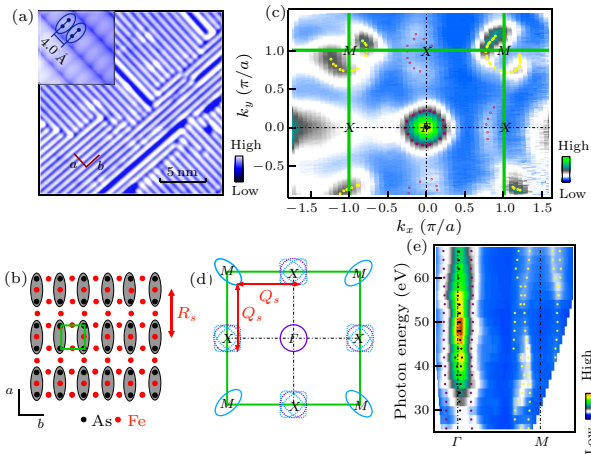 (a)
4.0 Å
a
b
5 nm
High
Low
(c)
k_y (π/a)
1.0
0.5
0.0
−0.5
M
X
M
X
X
−1.5
−1.0
−0.5
0
0.5
1.0
1.5
k_x (π/a)
High
Low
(b)
R_s
a
b
As
Fe
(d)
M
X
M
Q_s
Q_s
X
Γ
X
M
X
M
(e)
Photon energy (eV)
60
50
40
30
Γ
M
High
Low